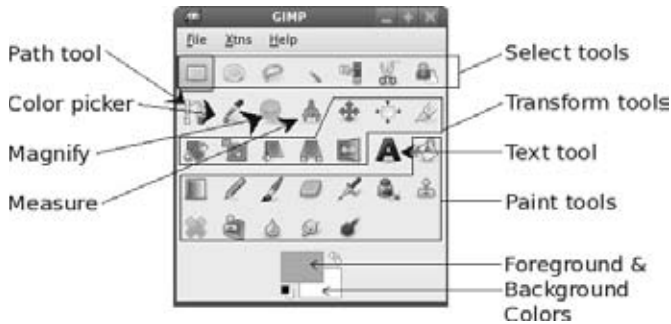 GIMP
File Xtns Help
Path tool
Color picker
Magnify
Measure
Select tools
Transform tools
Text tool
Paint tools
Foreground &
Background
Colors